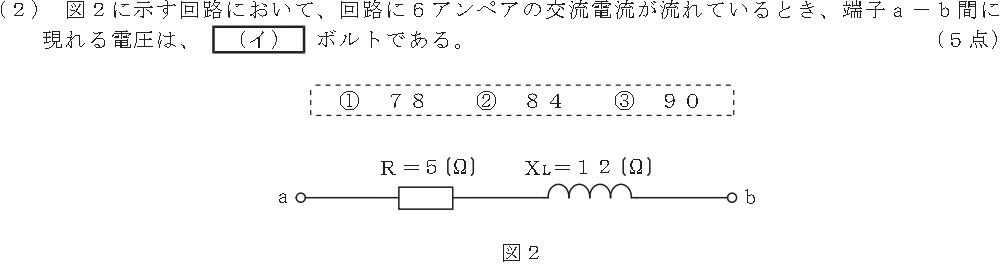 (２) 図２に示す回路において、回路に６アンペアの交流電流が流れているとき、端子ａ－ｂ間に
現れる電圧は、 (イ) ボルトである。 (５点)
① ７８ ② ８４ ③ ９０
Ｒ＝５〔Ω〕 ＸL＝１２〔Ω〕
ａ ｂ
図２